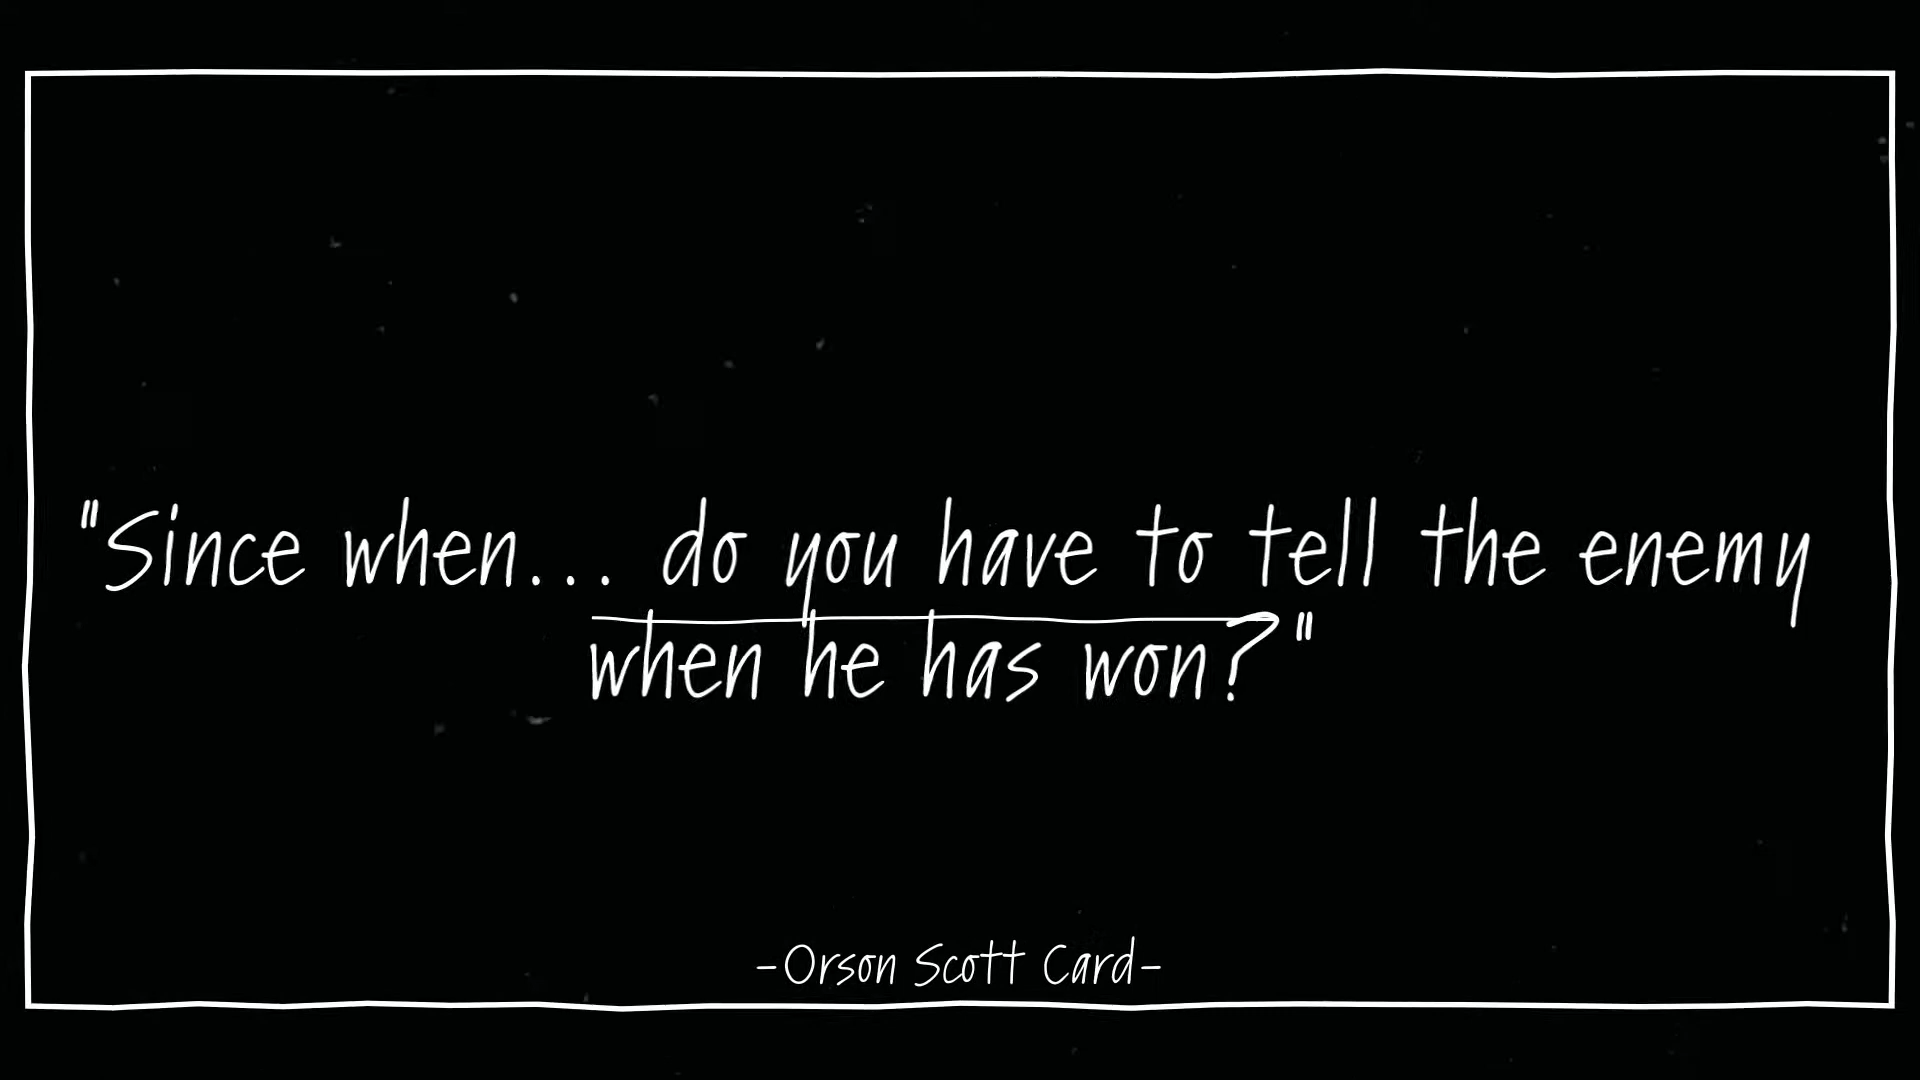 "Since when... do you have to tell the enemy
when he has won?"
-Orson Scott Card-